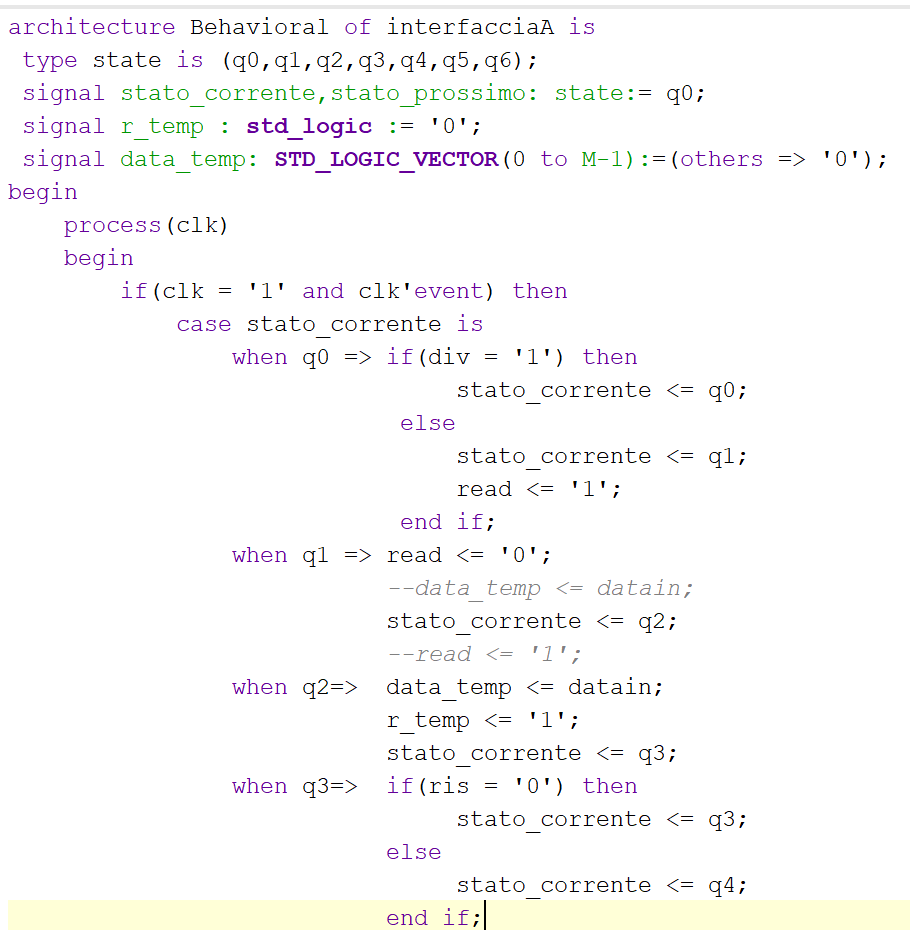 architecture Behavioral of interfacciaA is
type state is (q0,q1,q2,q3,q4,q5,q6);
signal stato_corrente,stato_prossimo: state:= q0;
signal r_temp : std_logic := '0';
signal data_temp: STD_LOGIC_VECTOR(0 to M-1):=(others => '0');
begin
process(clk)
begin
if(clk = '1' and clk'event) then
case stato_corrente is
when q0 => if(div = '1') then
stato_corrente <= q0;
else
stato_corrente <= q1;
read <= '1';
end if;
when q1 => read <= '0';
--data_temp <= datain;
stato_corrente <= q2;
--read <= '1';
when q2=> data_temp <= datain;
r_temp <= '1';
stato_corrente <= q3;
when q3=> if(ris = '0') then
stato_corrente <= q3;
else
stato_corrente <= q4;
end if;